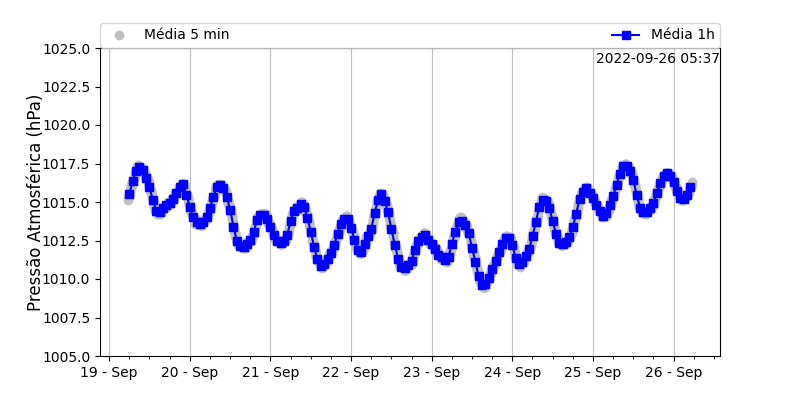 Média 5 min
Média 1h
2022-09-26 05:37
Pressão Atmosférica (hPa)
1025.0
1022.5
1020.0
1017.5
1015.0
1012.5
1010.0
1007.5
1005.0
19 - Sep
20 - Sep
21 - Sep
22 - Sep
23 - Sep
24 - Sep
25 - Sep
26 - Sep